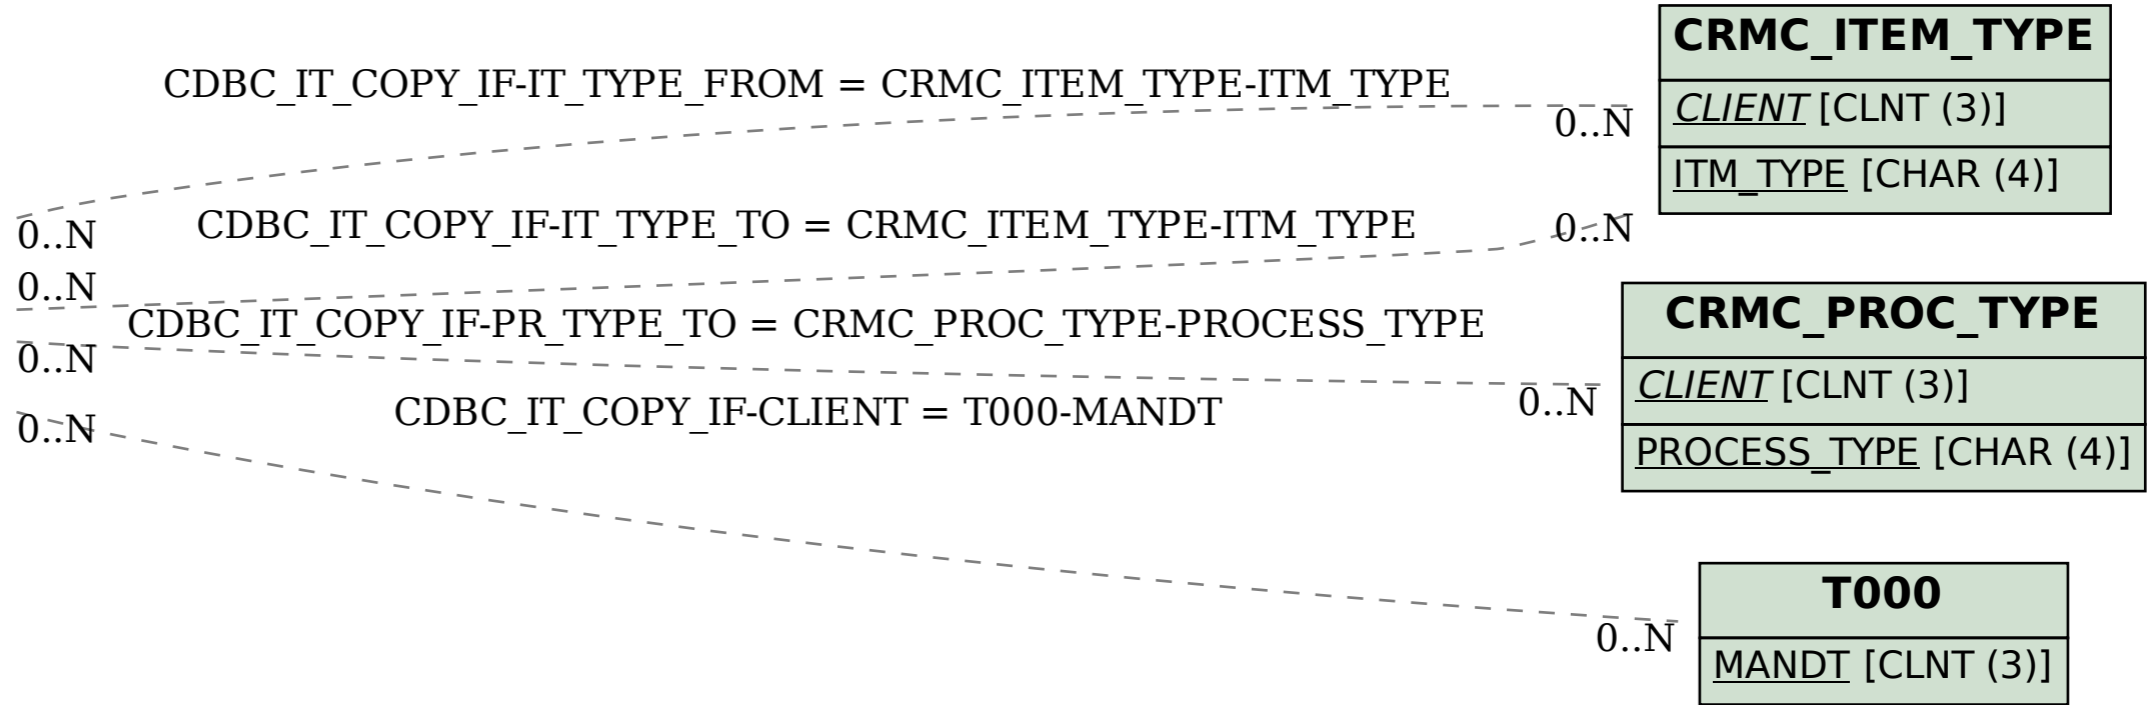 CRMC_ITEM_TYPE
CDBC_IT_COPY_IF-IT_TYPE_FROM = CRMC_ITEM_TYPE-ITM_TYPE
CLIENT [CLNT (3)]
0..N
ITM_TYPE [CHAR (4)]
0..N
CDBC_IT_COPY_IF-IT_TYPE_TO = CRMC_ITEM_TYPE-ITM_TYPE
0..N
0..N
CRMC_PROC_TYPE
CDBC_IT_COPY_IF-PR_TYPE_TO = CRMC_PROC_TYPE-PROCESS_TYPE
0..N
CLIENT [CLNT (3)]
0..N
CDBC_IT_COPY_IF-CLIENT = T000-MANDT
0..N
PROCESS_TYPE [CHAR (4)]
T000
0..N
MANDT [CLNT (3)]